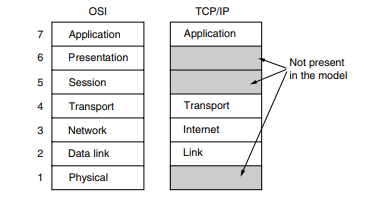 OSI TCP/IP
7 Application Application
6 Presentation
Not present
in the model
5 Session
4 Transport Transport
3 Network Internet
2 Data link Link
1 Physical